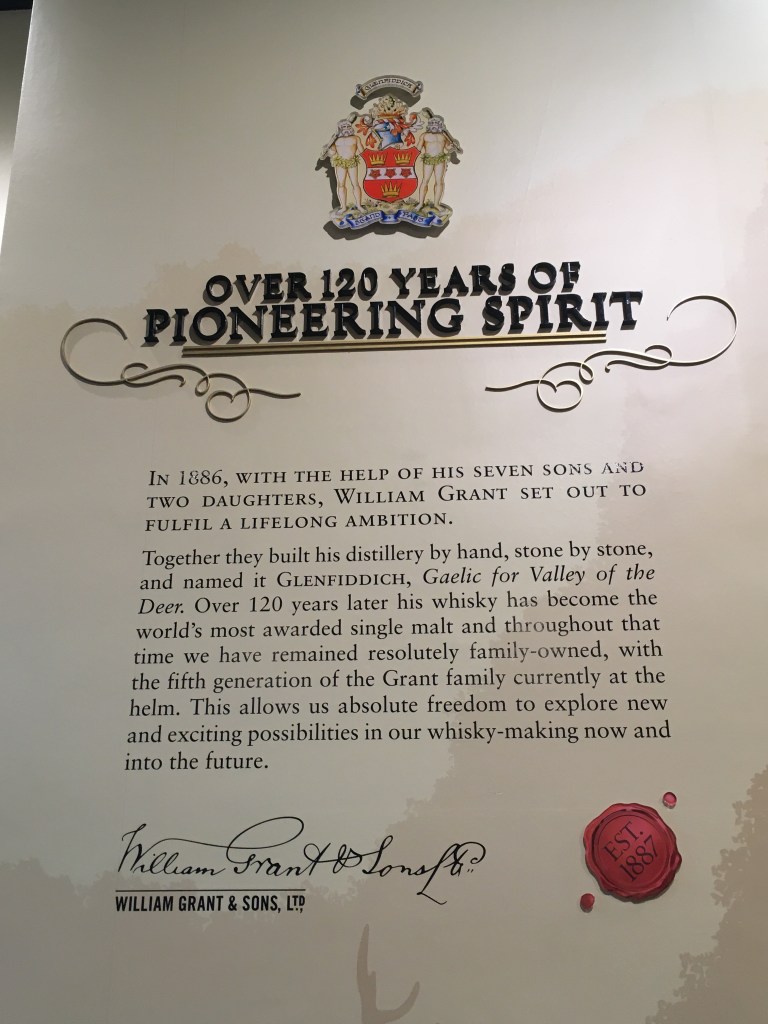 OVER 120 YEARS OF
PIONEERING SPIRIT
IN 1886, WITH THE HELP OF HIS SEVEN SONS AND
TWO DAUGHTERS, WILLIAM GRANT SET OUT TO
FULFIL A LIFELONG AMBITION.
Together they built his distillery by hand, stone by stone,
and named it GLENFIDDICH, Gaelic for Valley of the
Deer. Over 120 years later his whisky has become the
world's most awarded single malt and throughout that
time we have remained resolutely family-owned, with
the fifth generation of the Grant family currently at the
helm. This allows us absolute freedom to explore new
and exciting possibilities in our whisky-making now and
into the future.
William Grant & Sons Ltd
WILLIAM GRANT & SONS, LTD
EST.
1887